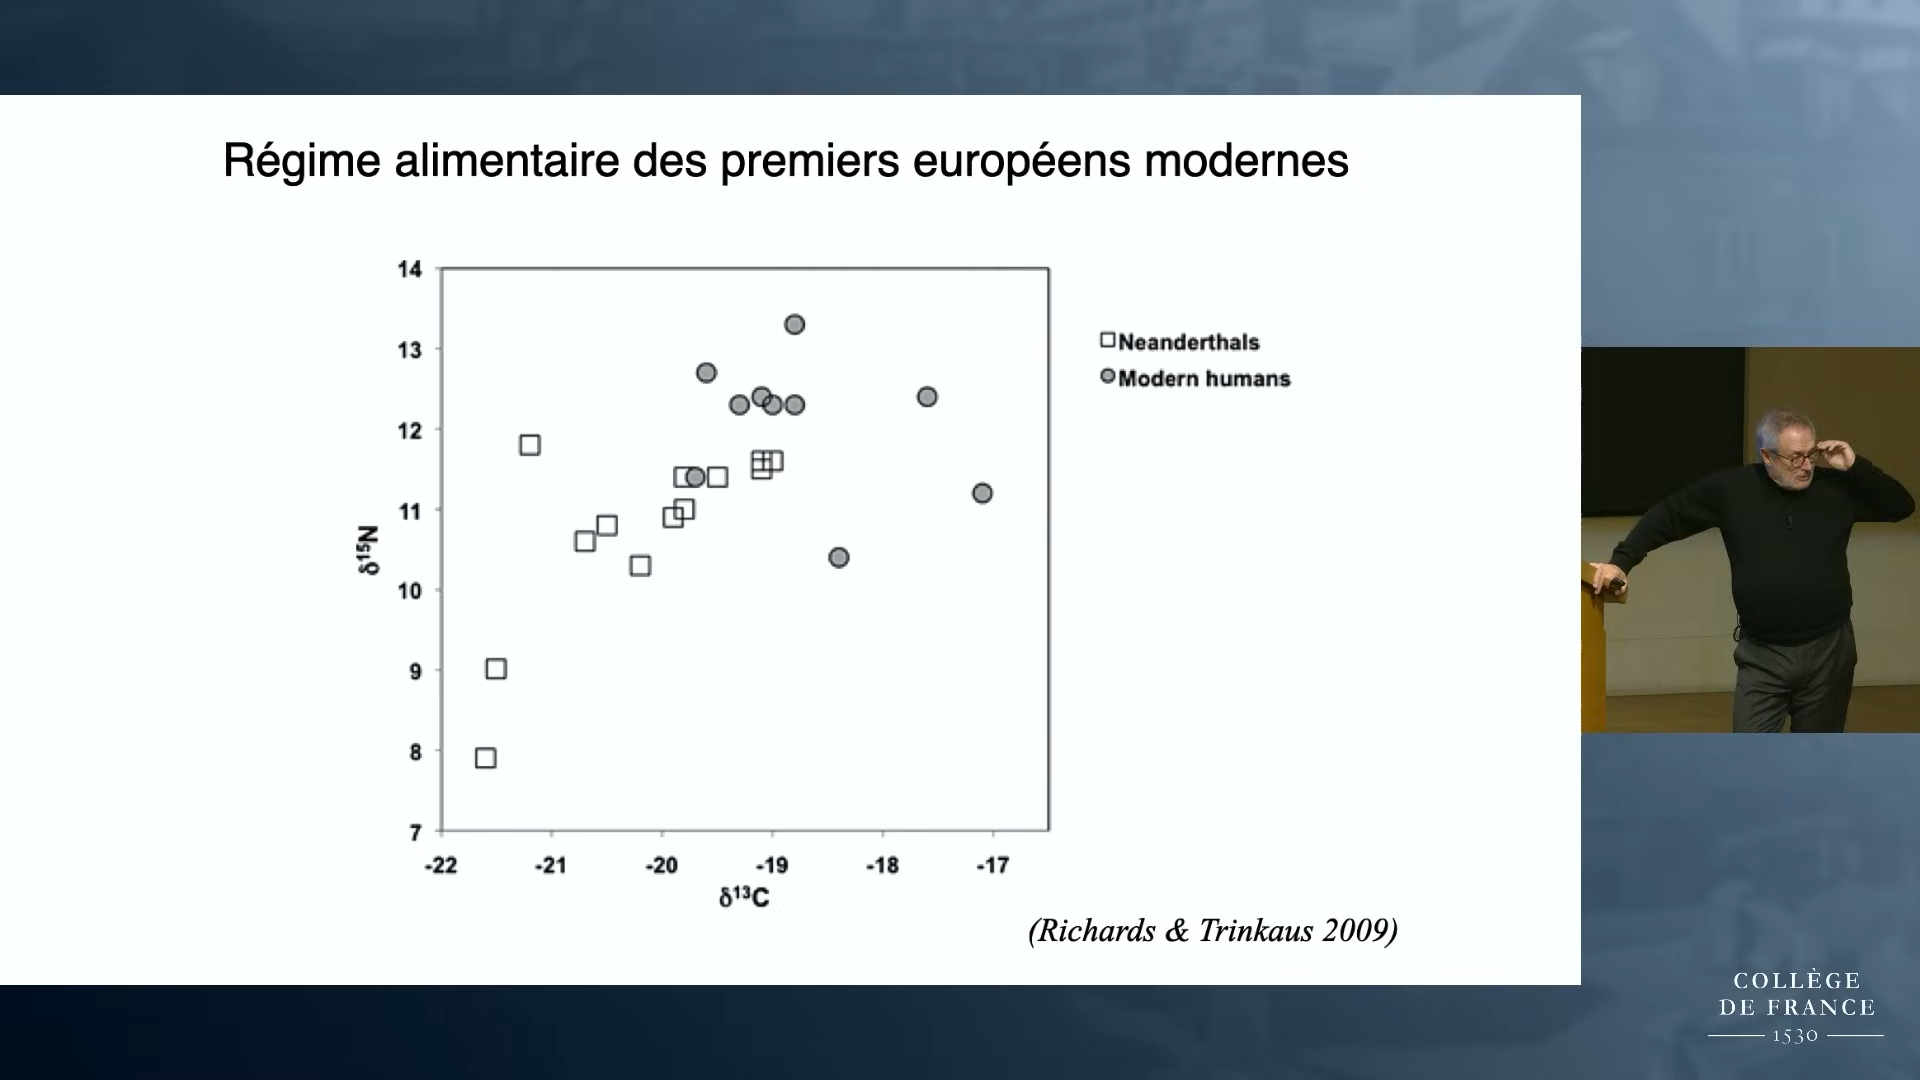 Régime alimentaire des premiers européens modernes
14
13
12
11
10
9
8
7
δ¹⁵N
-22 -21 -20 -19 -18 -17
δ¹³C
Neanderthals
Modern humans
(Richards & Trinkaus 2009)
COLLÈGE
DE FRANCE
1530